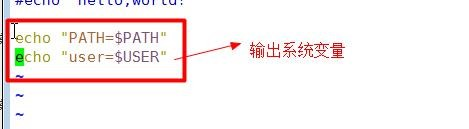 #echo "hello,world!
echo "PATH=$PATH"
echo "user=$USER"
输出系统变量
~
~
~